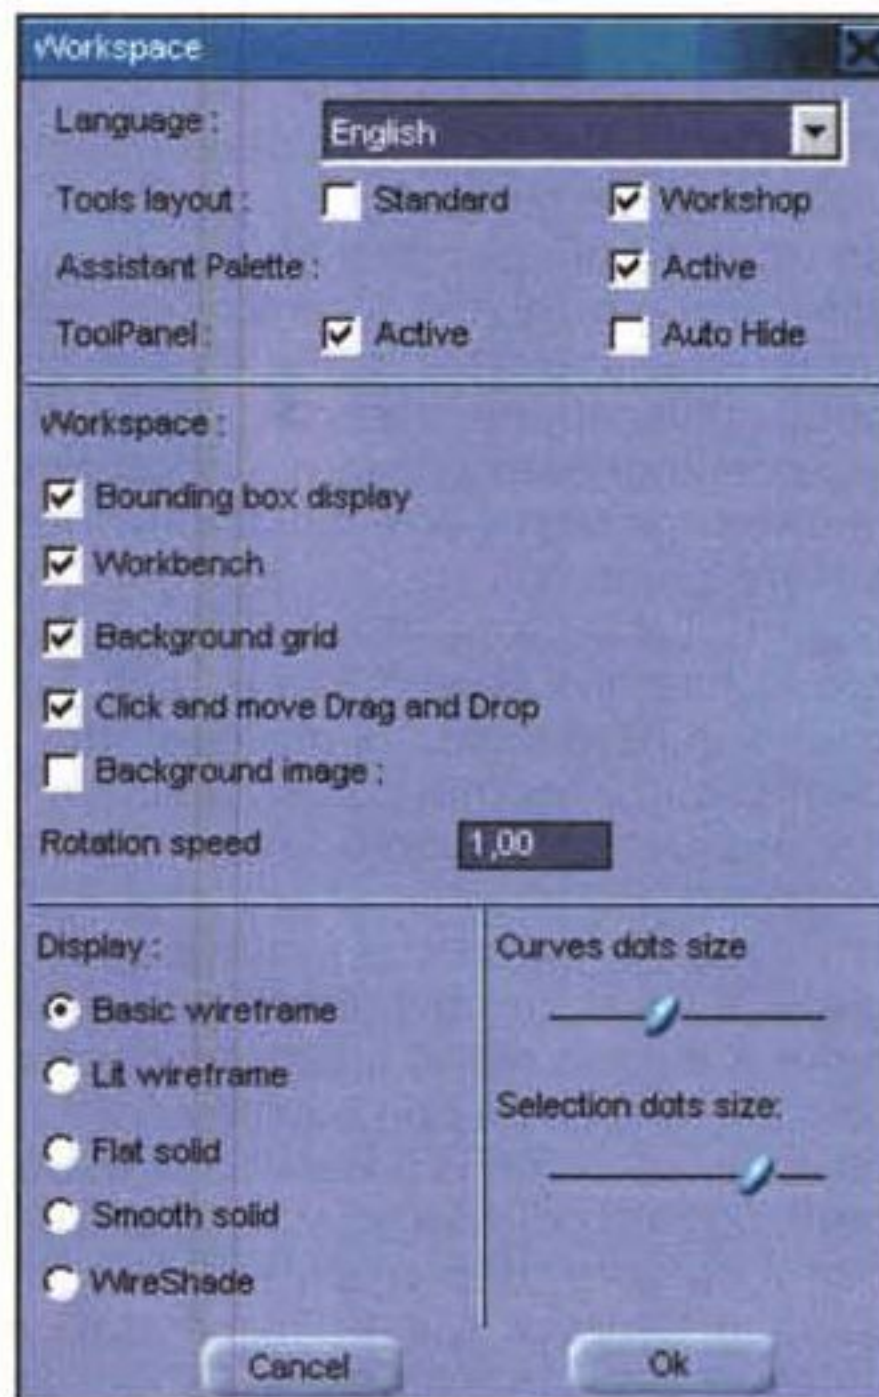 Workspace
Language : English
Tools layout : Standard Workshop
Assistant Palette : Active
ToolPanel : Active Auto Hide
Workspace :
Bounding box display
Workbench
Background grid
Click and move Drag and Drop
Background image :
Rotation speed 1,00
Display :
Basic wireframe
Lit wireframe
Flat solid
Smooth solid
WireShade
Curves dots size
Selection dots size:
Cancel Ok